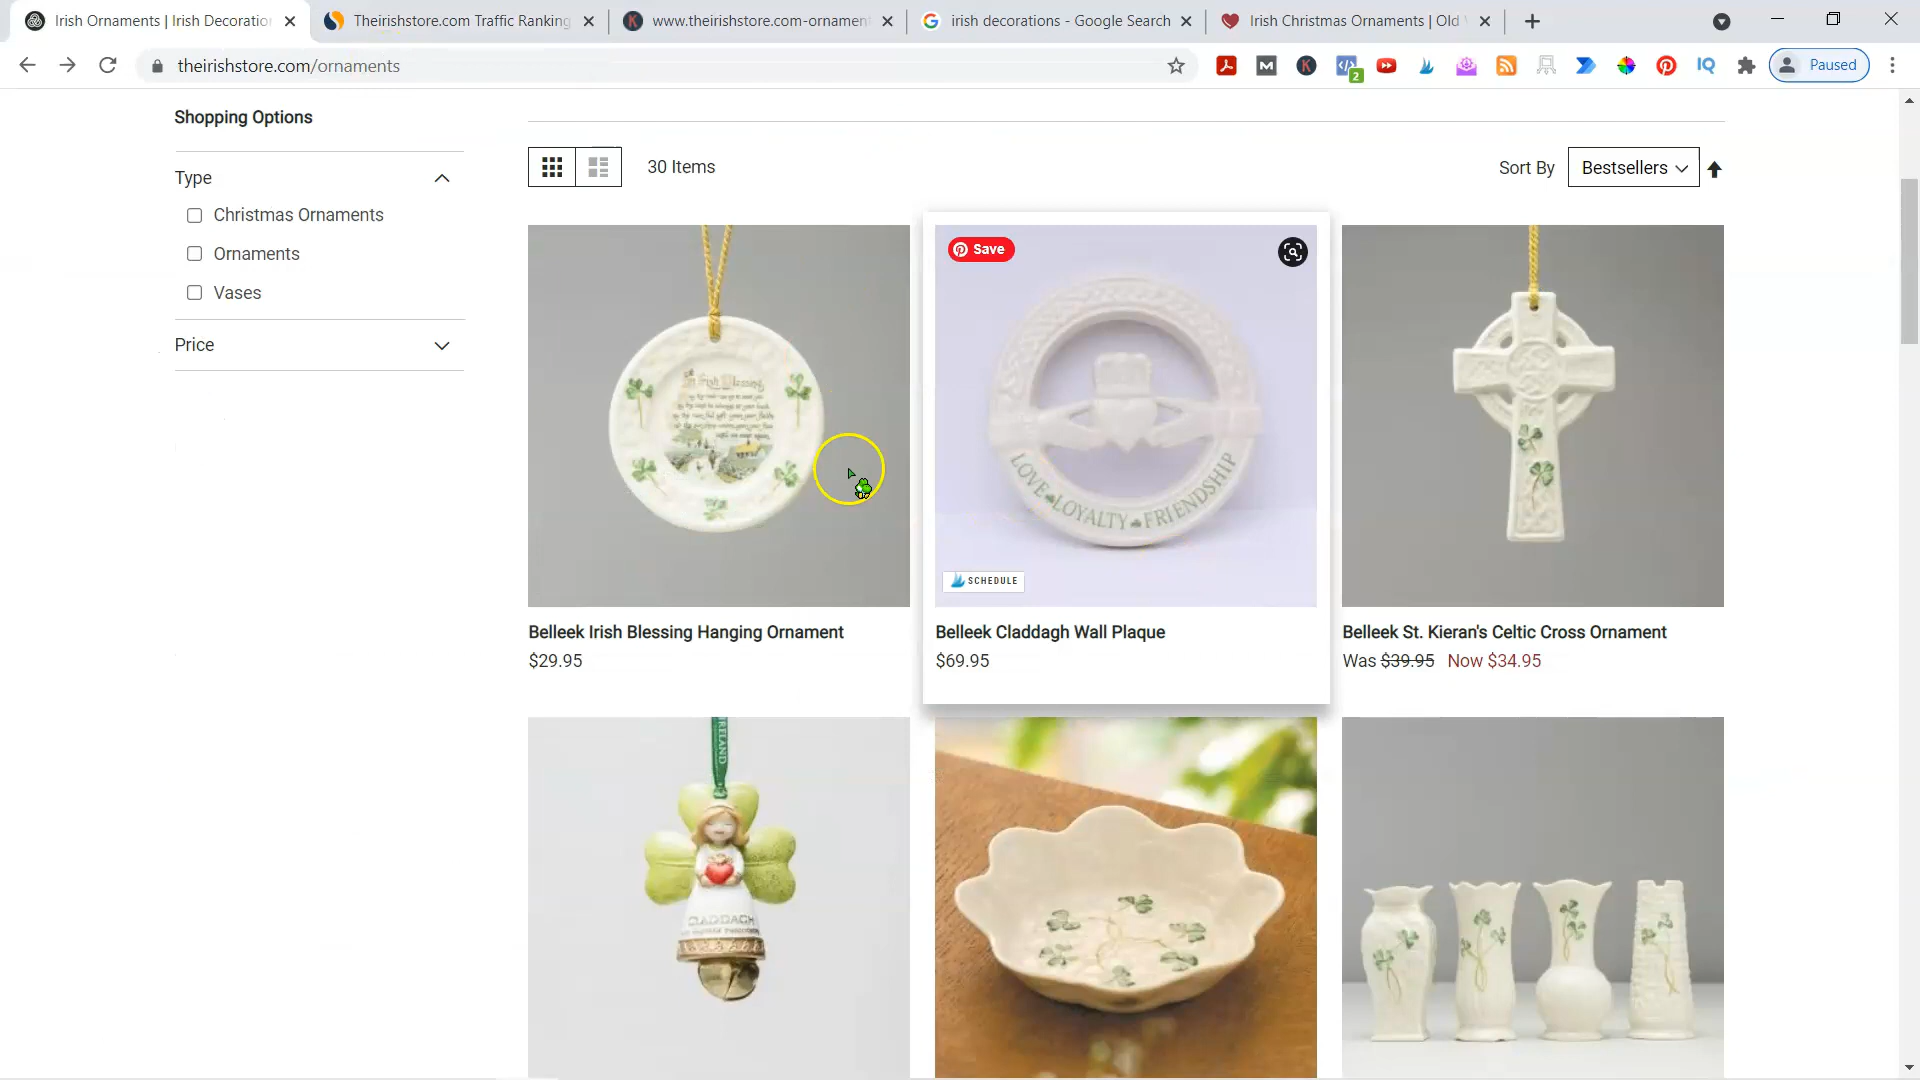 Irish Ornaments | Irish Decoratio
Theirishstore.com Traffic Ranking
www.theirishstore.com-ornamen
irish decorations - Google Search
Irish Christmas Ornaments | Old
theirishstore.com/ornaments
2
Paused
Shopping Options
Type
Christmas Ornaments
Ornaments
Vases
Price
30 Items
Sort By
Bestsellers
Save
Irish Blessing
LOVE LOYALTY FRIENDSHIP
SCHEDULE
Belleek Irish Blessing Hanging Ornament
$29.95
Belleek Claddagh Wall Plaque
$69.95
Belleek St. Kieran's Celtic Cross Ornament
Was $39.95 Now $34.95
IRELAND
CLADDAGH